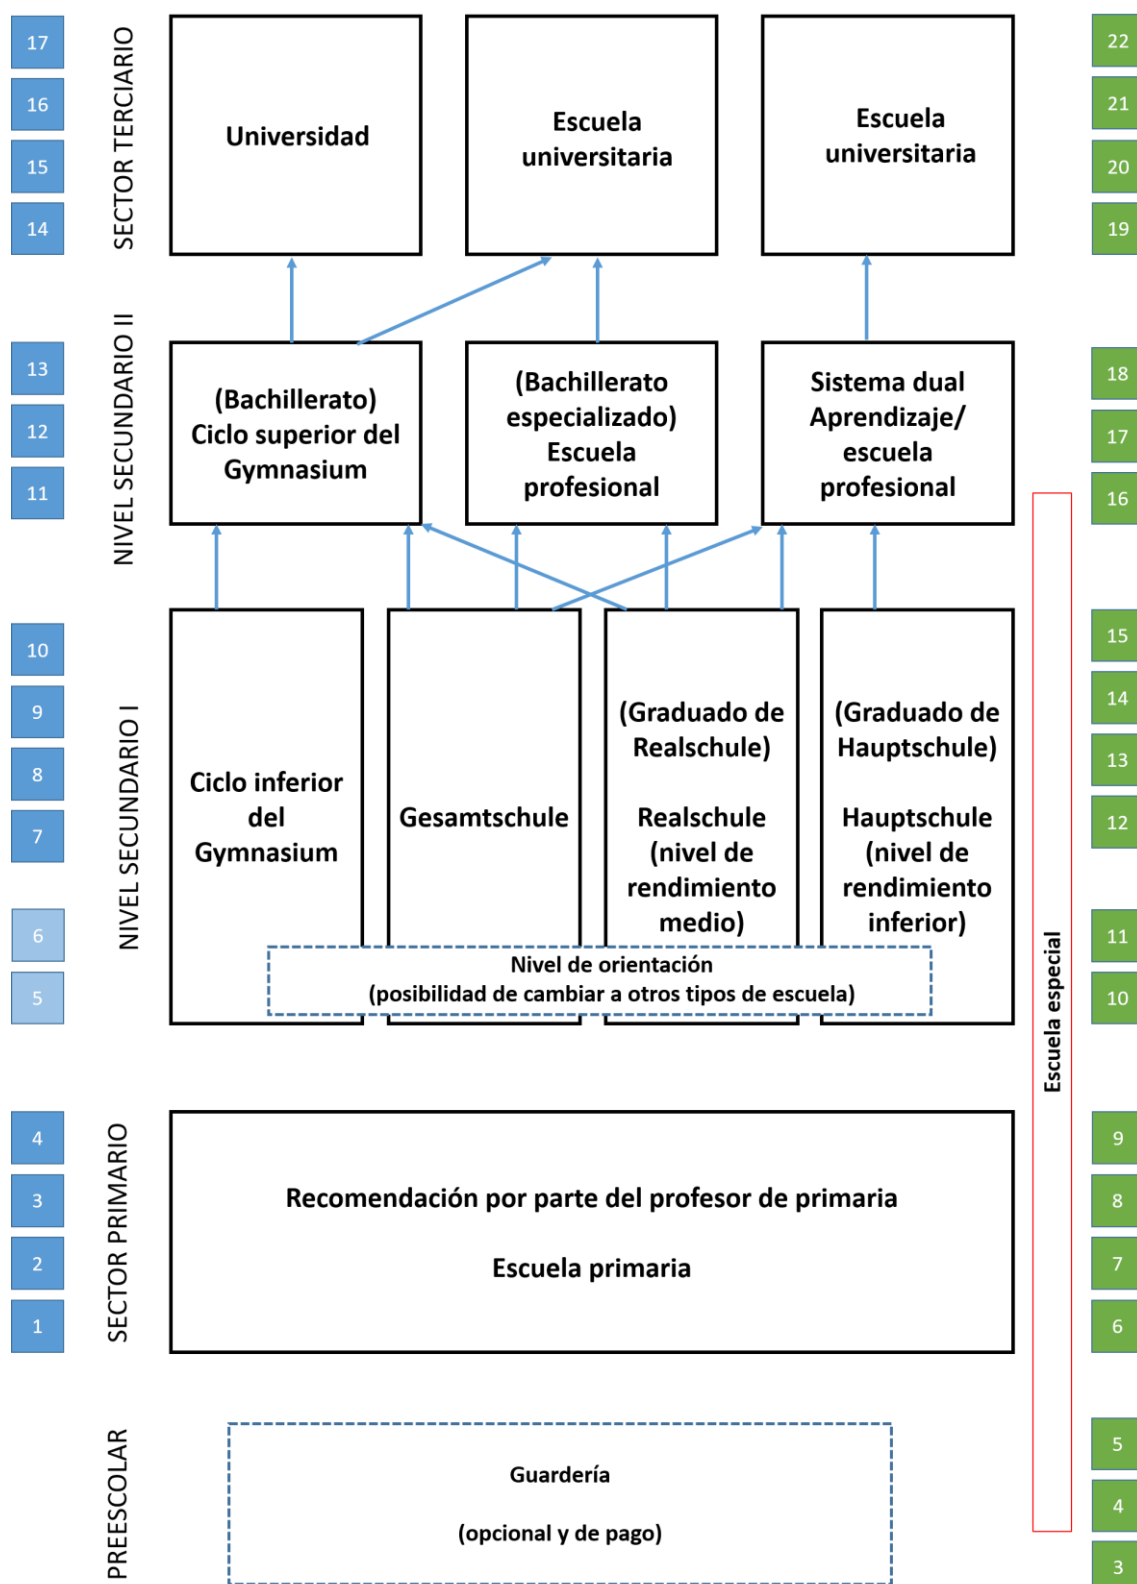 17
16
15
14
SECTOR TERCIARIO
Universidad
Escuela
universitaria
Escuela
universitaria
22
21
20
19
13
12
11
NIVEL SECUNDARIO II
(Bachillerato)
Ciclo superior del
Gymnasium
(Bachillerato
especializado)
Escuela
profesional
Sistema dual
Aprendizaje/
escuela
profesional
18
17
16
10
9
8
7
6
5
NIVEL SECUNDARIO I
Ciclo inferior
del
Gymnasium
Gesamtschule
(Graduado de
Realschule)
Realschule
(nivel de
rendimiento
medio)
(Graduado de
Hauptschule)
Hauptschule
(nivel de
rendimiento
inferior)
Nivel de orientación
(posibilidad de cambiar a otros tipos de escuela)
Escuela especial
15
14
13
12
11
10
4
3
2
1
SECTOR PRIMARIO
Recomendación por parte del profesor de primaria
Escuela primaria
9
8
7
6
PREESCOLAR
Guardería
(opcional y de pago)
5
4
3